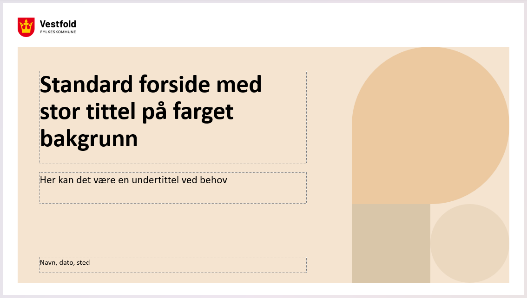 Vestfold
FYLKESKOMMUNE
Standard forside med
stor tittel på farget
bakgrunn
Her kan det være en undertittel ved behov
Navn, dato, sted